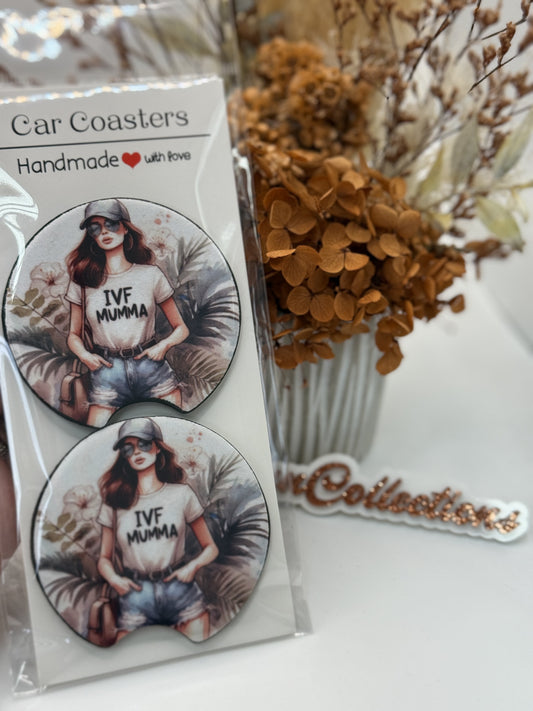 Car Coasters
Handmade ❤ with love
IVF
MUMMA
IVF
MUMMA
Collections